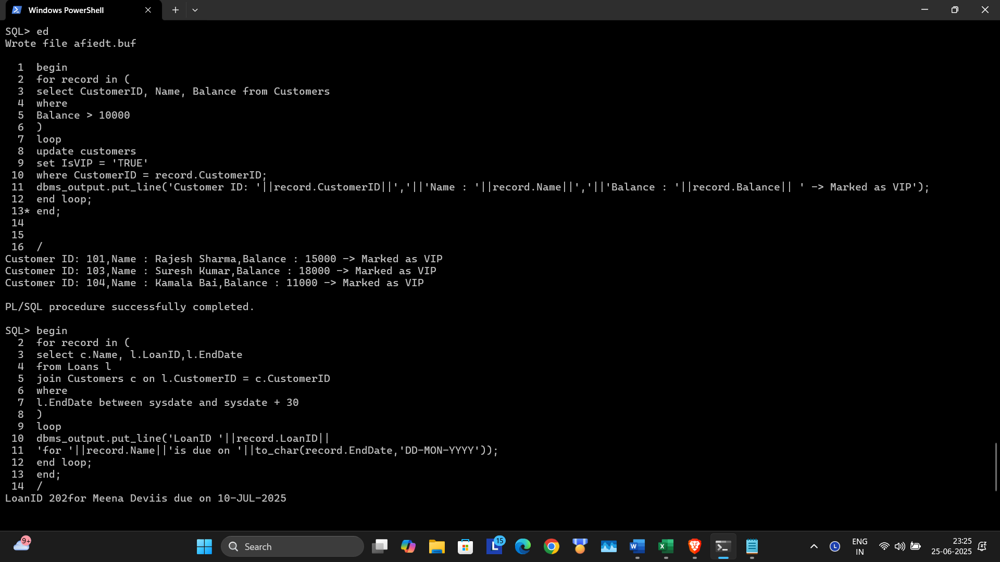 Windows PowerShell
SQL> ed
Wrote file afiedt.buf
1 begin
2 for record in (
3 select CustomerID, Name, Balance from Customers
4 where
5 Balance > 10000
6 )
7 loop
8 update customers
9 set IsVIP = 'TRUE'
10 where CustomerID = record.CustomerID;
11 dbms_output.put_line('Customer ID: '||record.CustomerID||','||'Name : '||record.Name||','||'Balance : '||record.Balance|| ' -> Marked as VIP');
12 end loop;
13* end;
14
15
16 /
Customer ID: 101,Name : Rajesh Sharma,Balance : 15000 -> Marked as VIP
Customer ID: 103,Name : Suresh Kumar,Balance : 18000 -> Marked as VIP
Customer ID: 104,Name : Kamala Bai,Balance : 11000 -> Marked as VIP
PL/SQL procedure successfully completed.
SQL> begin
2 for record in (
3 select c.Name, l.LoanID,l.EndDate
4 from Loans l
5 join Customers c on l.CustomerID = c.CustomerID
6 where
7 l.EndDate between sysdate and sysdate + 30
8 )
9 loop
10 dbms_output.put_line('LoanID '||record.LoanID||
11 'for '||record.Name||'is due on '||to_char(record.EndDate,'DD-MON-YYYY'));
12 end loop;
13 end;
14 /
LoanID 202for Meena Deviis due on 10-JUL-2025
9+
Search
L 15
W
X
L
ENG
IN
23:25
25-06-2025